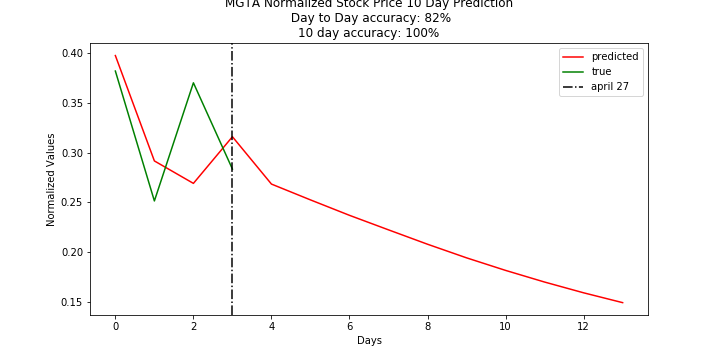 MGTA Normalized Stock Price 10 Day Prediction
Day to Day accuracy: 82%
10 day accuracy: 100%
0.40
0.35
0.30
0.25
0.20
0.15
Normalized Values
predicted
true
april 27
0 2 4 6 8 10 12
Days